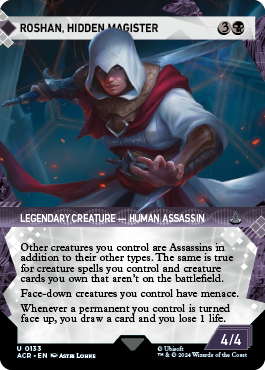 ROSHAN, HIDDEN MAGISTER 3
LEGENDARY CREATURE — HUMAN ASSASSIN
Other creatures you control are Assassins in
addition to their other types. The same is true
for creature spells you control and creature
cards you own that aren't on the battlefield.
Face-down creatures you control have menace.
Whenever a permanent you control is turned
face up, you draw a card and you lose 1 life.
4/4
U 0133
ACR • EN ASTRI LOHNE
© Ubisoft
™ & © 2024 Wizards of the Coast